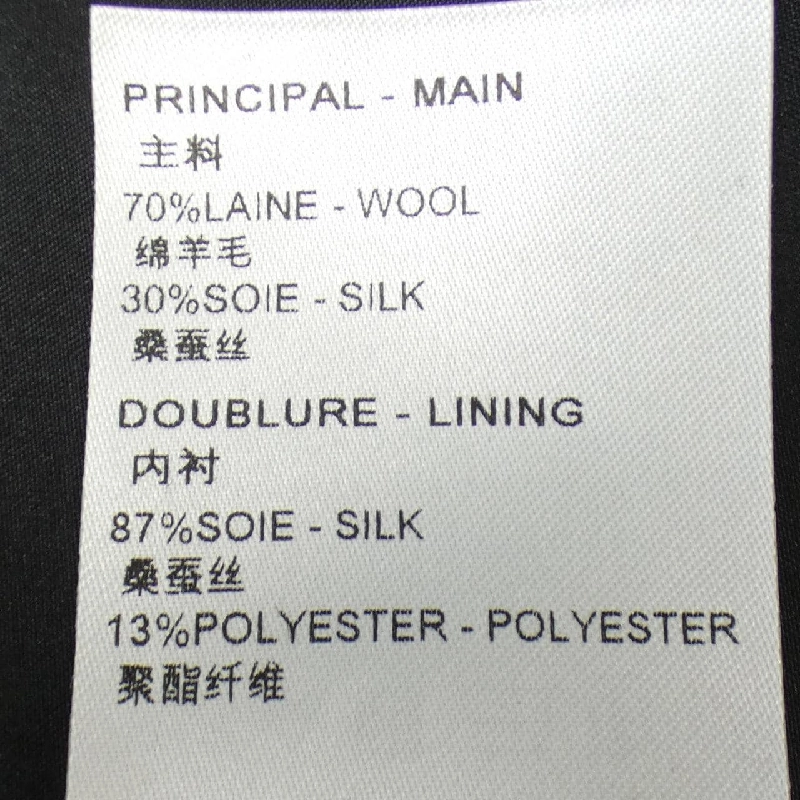 PRINCIPAL - MAIN
主料
70%LAINE - WOOL
绵羊毛
30%SOIE - SILK
桑蚕丝
DOUBLURE - LINING
内衬
87%SOIE - SILK
桑蚕丝
13%POLYESTER - POLYESTER
聚酯纤维